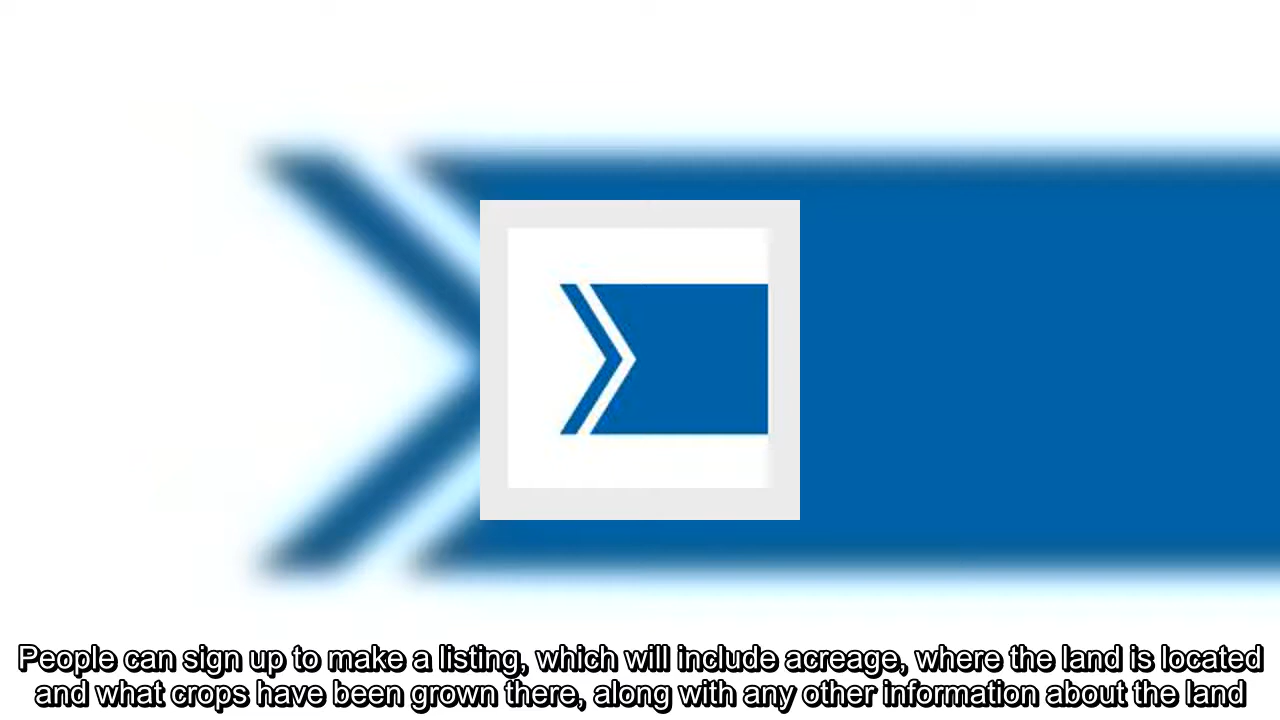 People can sign up to make a listing, which will include acreage, where the land is located
and what crops have been grown there, along with any other information about the land